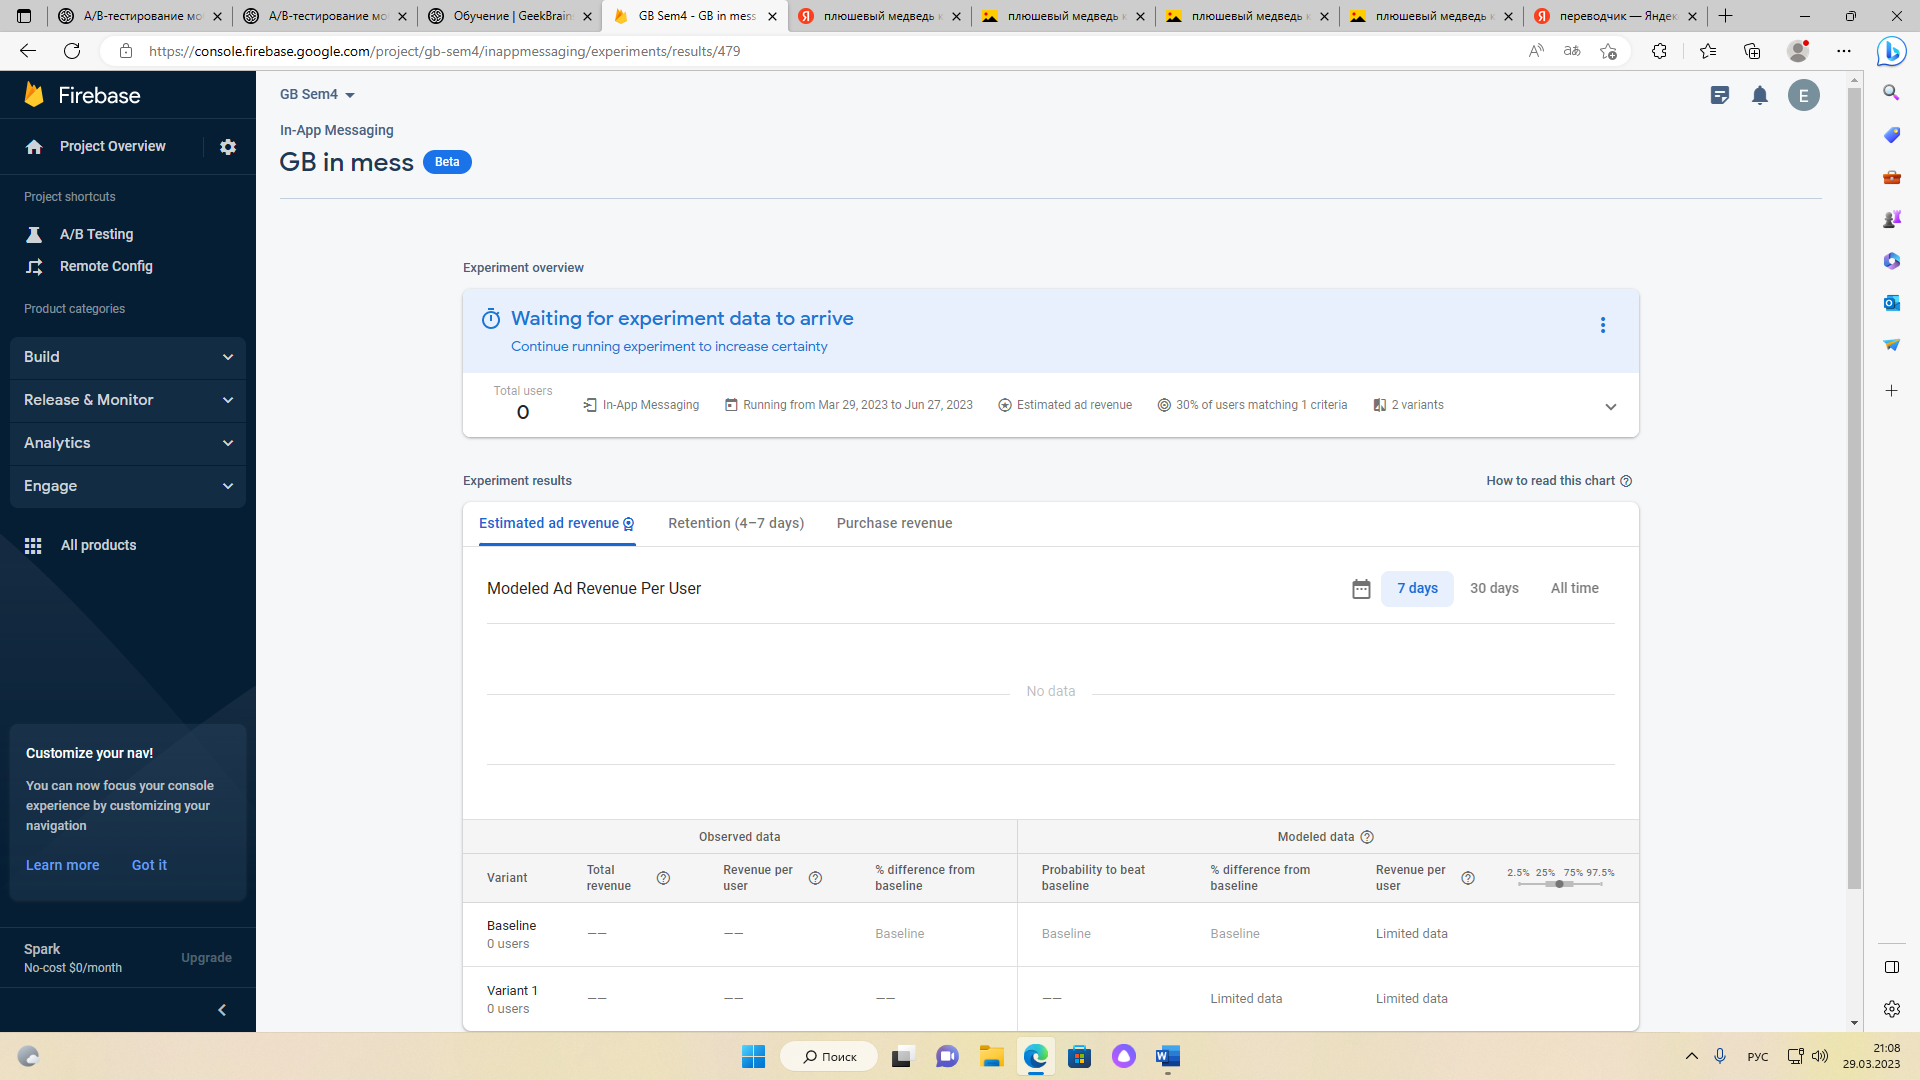 А/В-тестирование мо
А/В-тестирование мо
Обучение | GeekBrain
GB Sem4 - GB in mess
плюшевый медведь к
плюшевый медведь к
плюшевый медведь к
плюшевый медведь к
переводчик — Яндек
https://console.firebase.google.com/project/gb-sem4/inappmessaging/experiments/results/479
Firebase
Project Overview
Project shortcuts
A/B Testing
Remote Config
Product categories
Build
Release & Monitor
Analytics
Engage
All products
Customize your nav!
You can now focus your console
experience by customizing your
navigation
Learn more
Got it
Spark
No-cost $0/month
Upgrade
GB Sem4
E
In-App Messaging
GB in mess
Beta
Experiment overview
Waiting for experiment data to arrive
Continue running experiment to increase certainty
Total users
0
In-App Messaging
Running from Mar 29, 2023 to Jun 27, 2023
Estimated ad revenue
30% of users matching 1 criteria
2 variants
Experiment results
How to read this chart
Estimated ad revenue
Retention (4–7 days)
Purchase revenue
Modeled Ad Revenue Per User
7 days
30 days
All time
No data
Observed data
Modeled data
Variant
Total
revenue
Revenue per
user
% difference from
baseline
Probability to beat
baseline
% difference from
baseline
Revenue per
user
2.5% 25% 75% 97.5%
Baseline
0 users
——
——
Baseline
Baseline
Baseline
Limited data
Variant 1
0 users
——
——
——
——
Limited data
Limited data
Поиск
РУС
21:08
29.03.2023